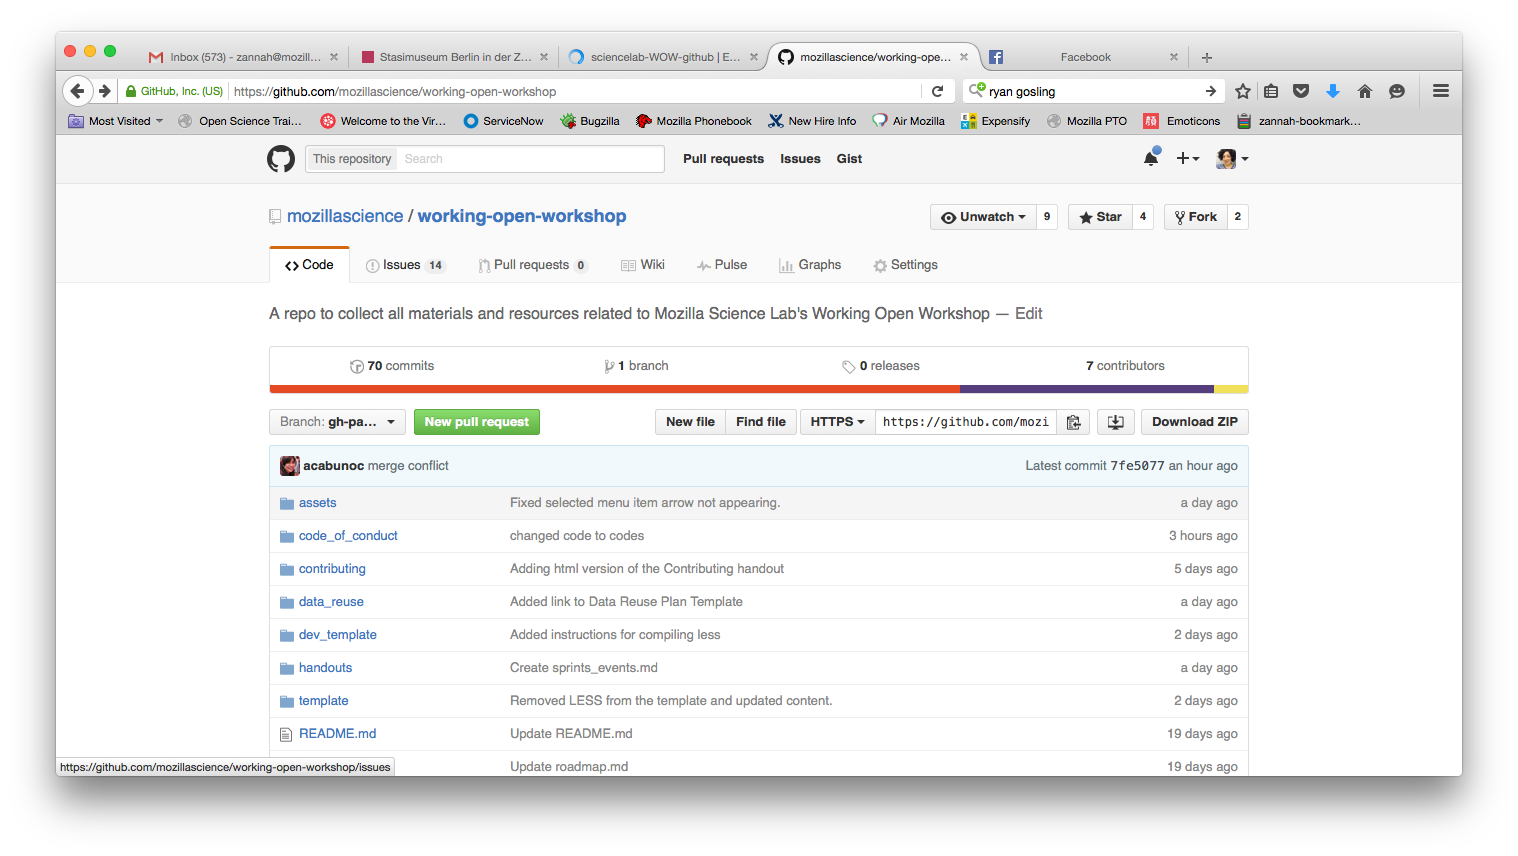 Inbox (573) - zannah@mozill... Stasimuseum Berlin in der Z... sciencelab-WOW-github | E... mozillascience/working-ope... Facebook
GitHub, Inc. (US) https://github.com/mozillascience/working-open-workshop ryan gosling
Most Visited Open Science Trai... Welcome to the Vir... ServiceNow Bugzilla Mozilla Phonebook New Hire Info Air Mozilla Expensify Mozilla PTO Emoticons zannah-bookmark...
This repository Search Pull requests Issues Gist
mozillascience / working-open-workshop Unwatch 9 Star 4 Fork 2
Code Issues 14 Pull requests 0 Wiki Pulse Graphs Settings
A repo to collect all materials and resources related to Mozilla Science Lab's Working Open Workshop — Edit
70 commits 1 branch 0 releases 7 contributors
Branch: gh-pa... New pull request New file Find file HTTPS https://github.com/mozi Download ZIP
acabunoc merge conflict Latest commit 7fe5077 an hour ago
assets Fixed selected menu item arrow not appearing. a day ago
code_of_conduct changed code to codes 3 hours ago
contributing Adding html version of the Contributing handout 5 days ago
data_reuse Added link to Data Reuse Plan Template a day ago
dev_template Added instructions for compiling less 2 days ago
handouts Create sprints_events.md a day ago
template Removed LESS from the template and updated content. 2 days ago
README.md Update README.md 19 days ago
Update roadmap.md 19 days ago
https://github.com/mozillascience/working-open-workshop/issues